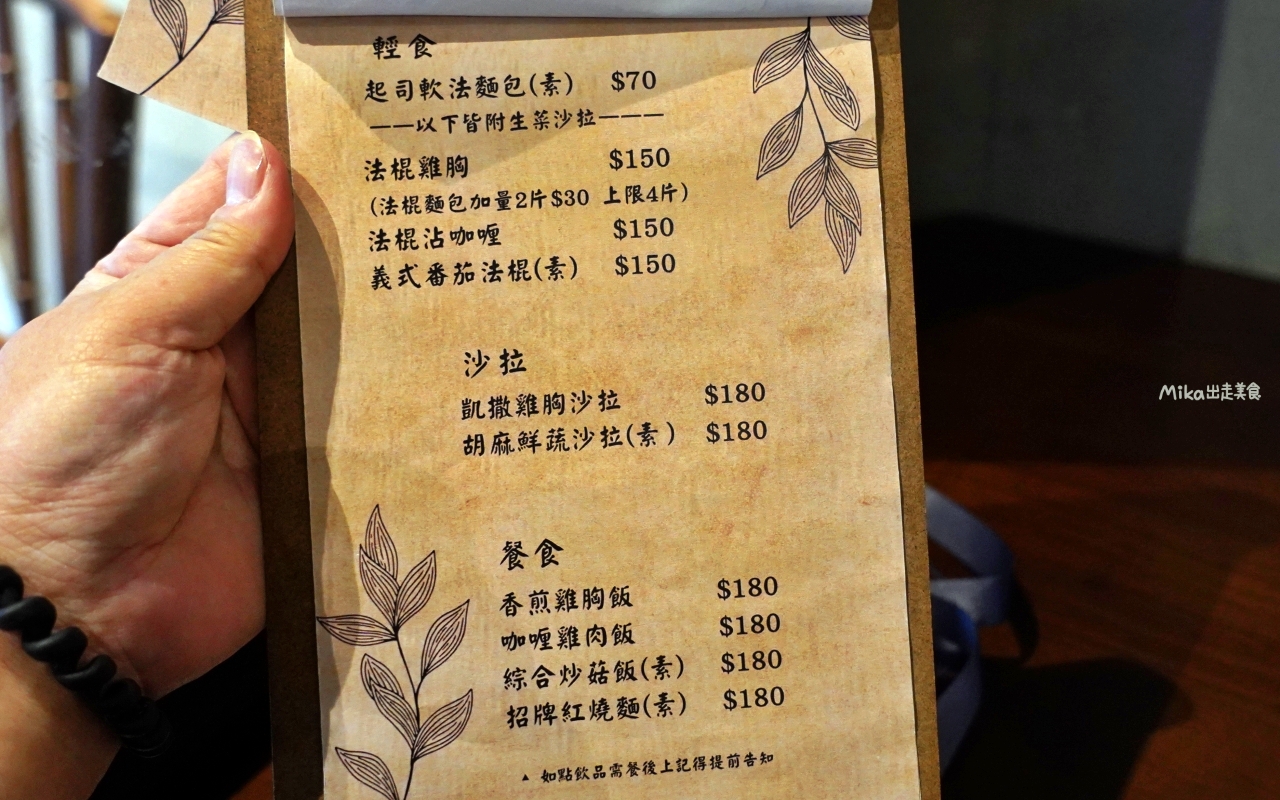 輕食
起司軟法麵包(素) $70
——以下皆附生菜沙拉———
法棍雞胸 $150
(法棍麵包加量2片$30 上限4片)
法棍沾咖喱 $150
義式番茄法棍(素) $150
沙拉
凱撒雞胸沙拉 $180
胡麻鮮蔬沙拉(素) $180
餐食
香煎雞胸飯 $180
咖喱雞肉飯 $180
綜合炒菇飯(素) $180
招牌紅燒麵(素) $180
▲ 如點飲品需餐後上記得提前告知
Mika出走美食